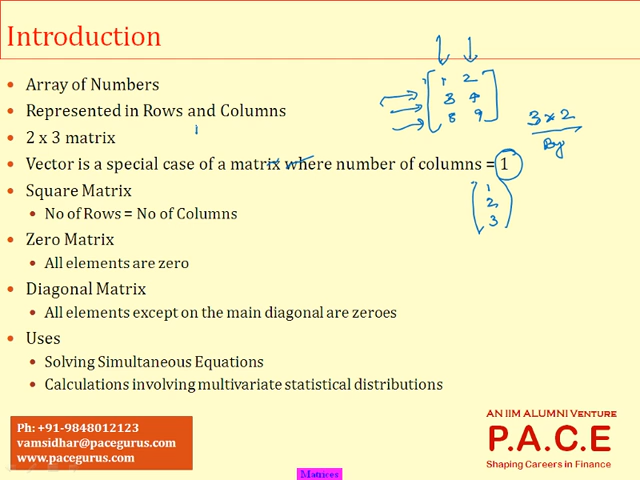 Introduction
1 2
3 4
8 9
3 x 2
By
• Array of Numbers
• Represented in Rows and Columns
• 2 x 3 matrix
• Vector is a special case of a matrix where number of columns = 1
1
2
3
• Square Matrix
• No of Rows = No of Columns
• Zero Matrix
• All elements are zero
• Diagonal Matrix
• All elements except on the main diagonal are zeroes
• Uses
• Solving Simultaneous Equations
• Calculations involving multivariate statistical distributions
Ph: +91-9848012123
vamsidhar@pacegurus.com
www.pacegurus.com
AN IIM ALUMNI VENTURE
P.A.C.E
Shaping Careers in Finance
Matrices